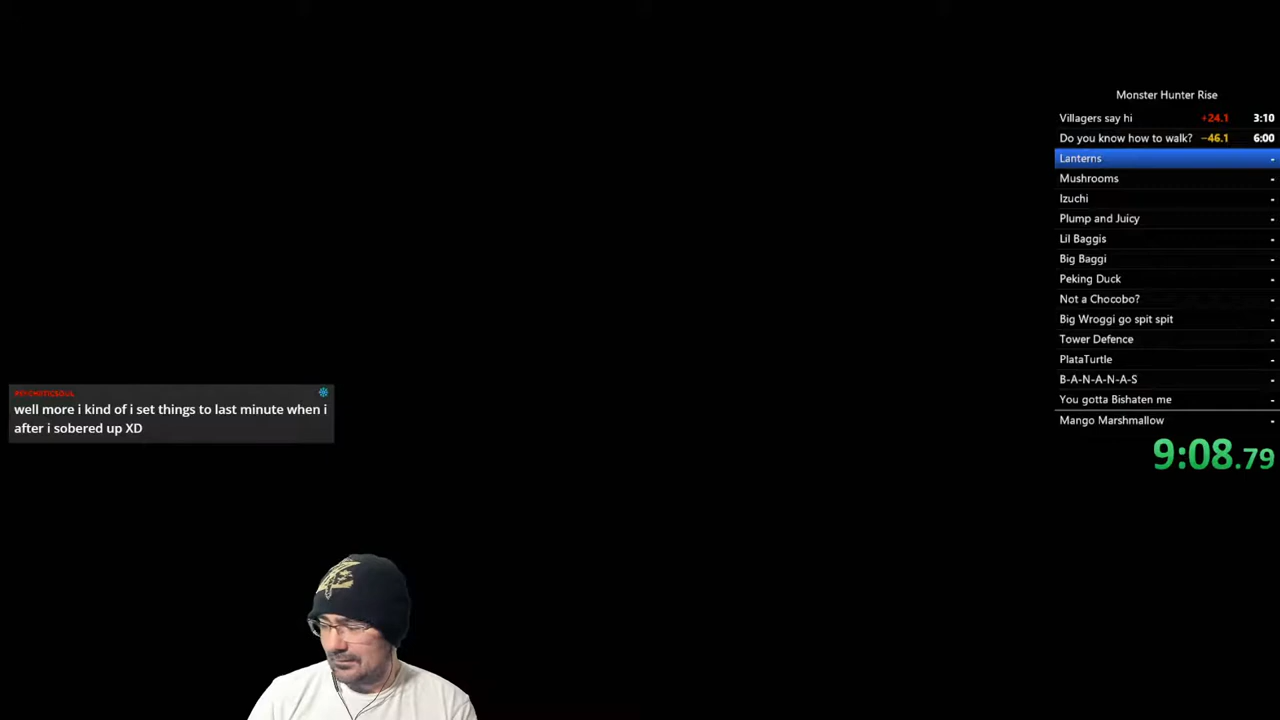 Monster Hunter Rise
Villagers say hi +24.1 3:10
Do you know how to walk? −46.1 6:00
Lanterns -
Mushrooms -
Izuchi -
Plump and Juicy -
Lil Baggis -
Big Baggi -
Peking Duck -
Not a Chocobo? -
Big Wroggi go spit spit -
Tower Defence -
PlataTurtle -
B-A-N-A-N-A-S -
You gotta Bishaten me -
Mango Marshmallow -
9:08.79
PSYCHOTICSOUL
well more i kind of i set things to last minute when i
after i sobered up XD